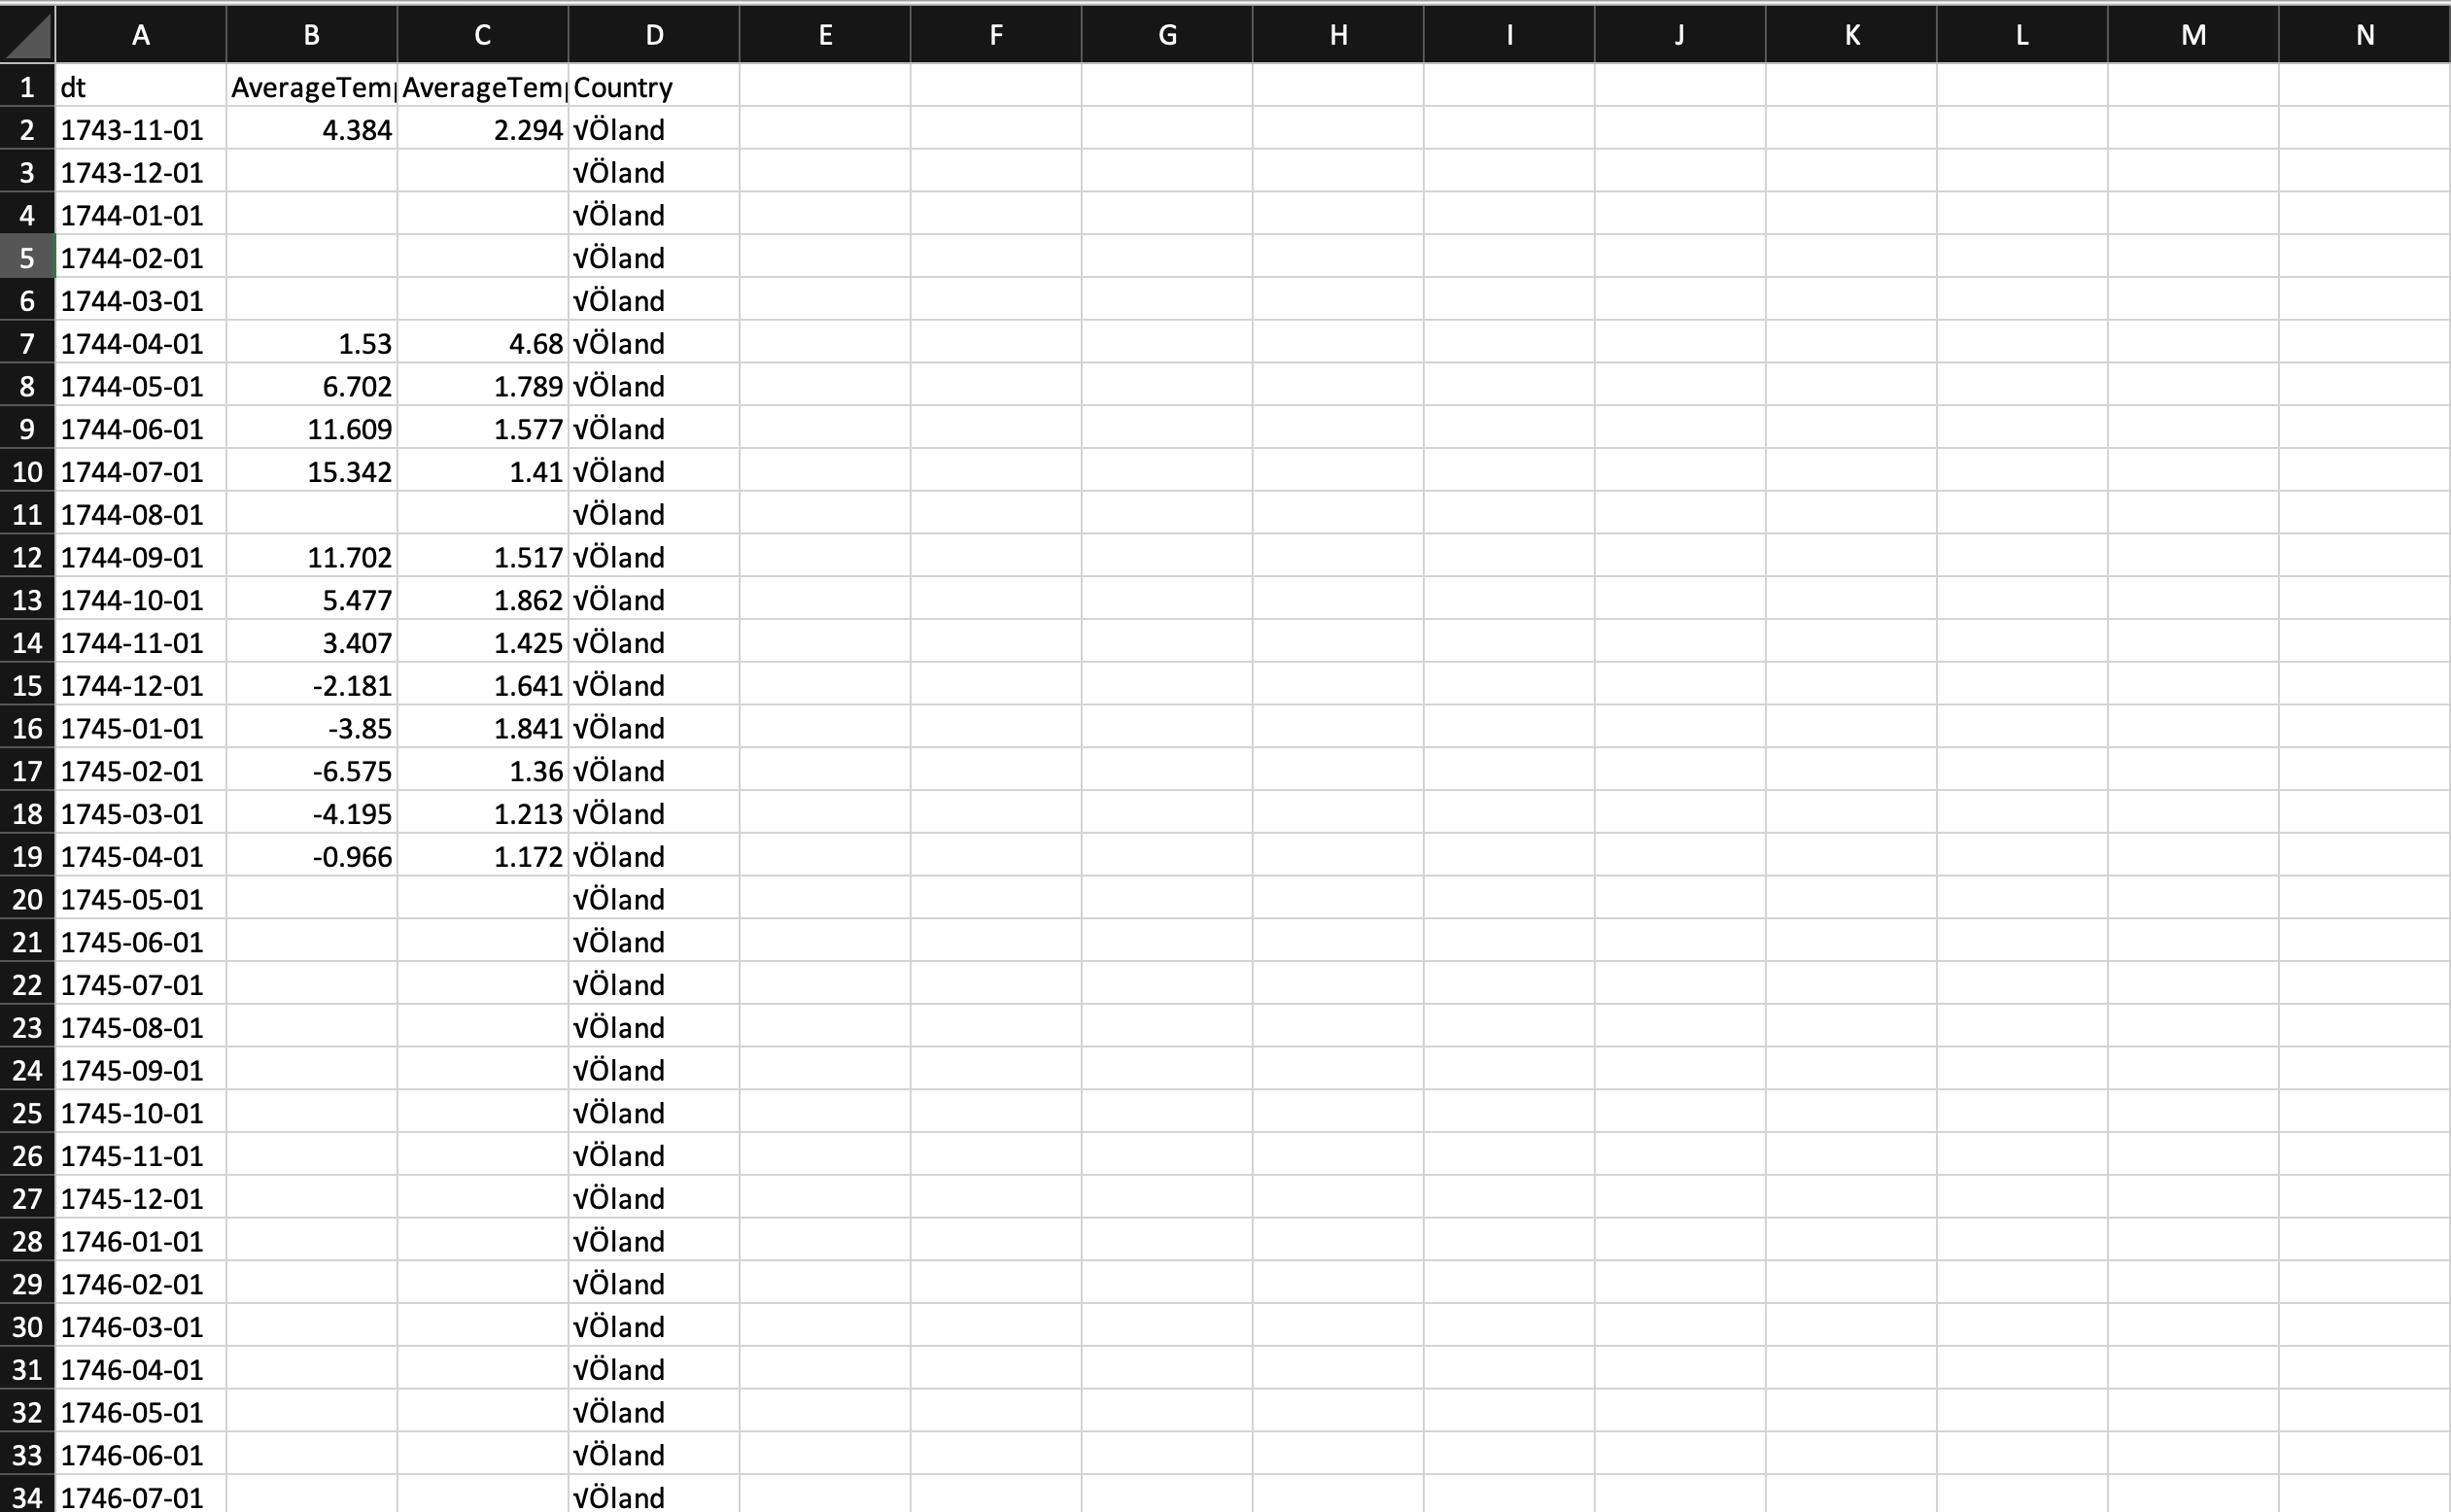 A B C D E F G H I J K L M N
1 dt AverageTem AverageTem Country
2 1743-11-01 4.384 2.294 √Öland
3 1743-12-01 √Öland
4 1744-01-01 √Öland
5 1744-02-01 √Öland
6 1744-03-01 √Öland
7 1744-04-01 1.53 4.68 √Öland
8 1744-05-01 6.702 1.789 √Öland
9 1744-06-01 11.609 1.577 √Öland
10 1744-07-01 15.342 1.41 √Öland
11 1744-08-01 √Öland
12 1744-09-01 11.702 1.517 √Öland
13 1744-10-01 5.477 1.862 √Öland
14 1744-11-01 3.407 1.425 √Öland
15 1744-12-01 -2.181 1.641 √Öland
16 1745-01-01 -3.85 1.841 √Öland
17 1745-02-01 -6.575 1.36 √Öland
18 1745-03-01 -4.195 1.213 √Öland
19 1745-04-01 -0.966 1.172 √Öland
20 1745-05-01 √Öland
21 1745-06-01 √Öland
22 1745-07-01 √Öland
23 1745-08-01 √Öland
24 1745-09-01 √Öland
25 1745-10-01 √Öland
26 1745-11-01 √Öland
27 1745-12-01 √Öland
28 1746-01-01 √Öland
29 1746-02-01 √Öland
30 1746-03-01 √Öland
31 1746-04-01 √Öland
32 1746-05-01 √Öland
33 1746-06-01 √Öland
34 1746-07-01 √Öland